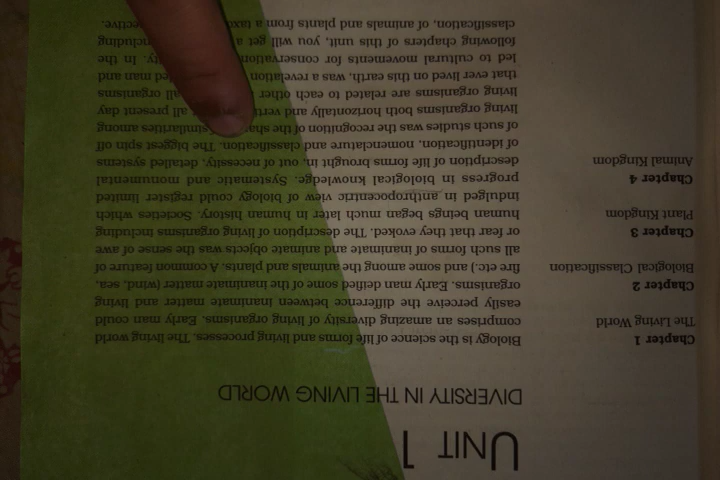 UNIT 1
DIVERSITY IN THE LIVING WORLD
Chapter 1
The Living World
Chapter 2
Biological Classification
Chapter 3
Plant Kingdom
Chapter 4
Animal Kingdom
Biology is the science of life forms and living processes. The living world
comprises an amazing diversity of living organisms. Early man could
easily perceive the difference between inanimate matter and living
organisms. Early man deified some of the inanimate matter (wind, sea,
fire etc.) and some among the animals and plants. A common feature of
all such forms of inanimate and animate objects was the sense of awe
or fear that they evoked. The description of living organisms including
human beings began much later in human history. Societies which
indulged in anthropocentric view of biology could register limited
progress in biological knowledge. Systematic and monumental
description of life forms brought in, out of necessity, detailed systems
of identification, nomenclature and classification. The biggest spin off
of such studies was the recognition of the similarities among
living organisms both horizontally and all present day
living organisms are related to each other all organisms
that ever lived on this earth, was a revelation man and
led to cultural movements for conservation In the
following chapters of this unit, you will get a including
classification, of animals and plants from a